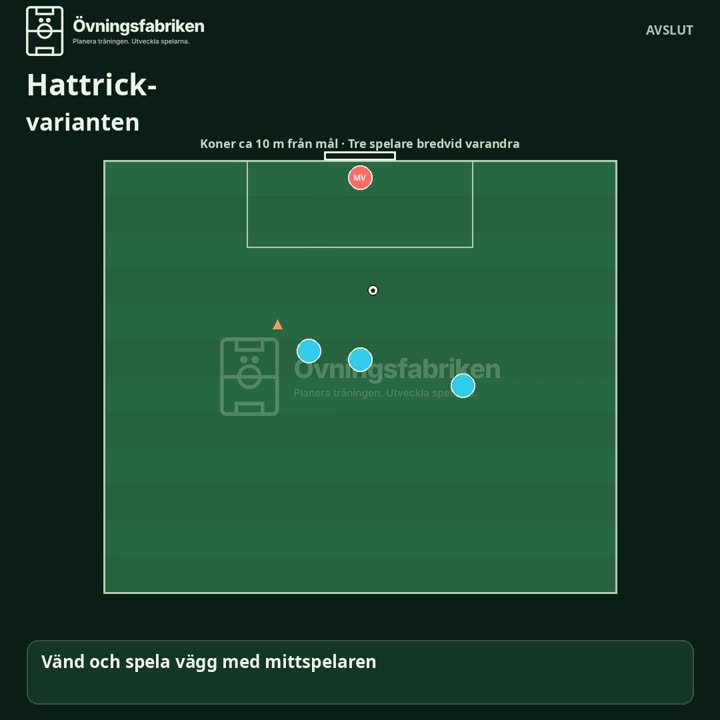 Övningsfabriken
Planera träningen. Utveckla spelarna.
AVSLUT
Hattrick-
varianten
Koner ca 10 m från mål · Tre spelare bredvid varandra
MV
Övningsfabriken
Planera träningen. Utveckla spe
Vänd och spela vägg med mittspelaren